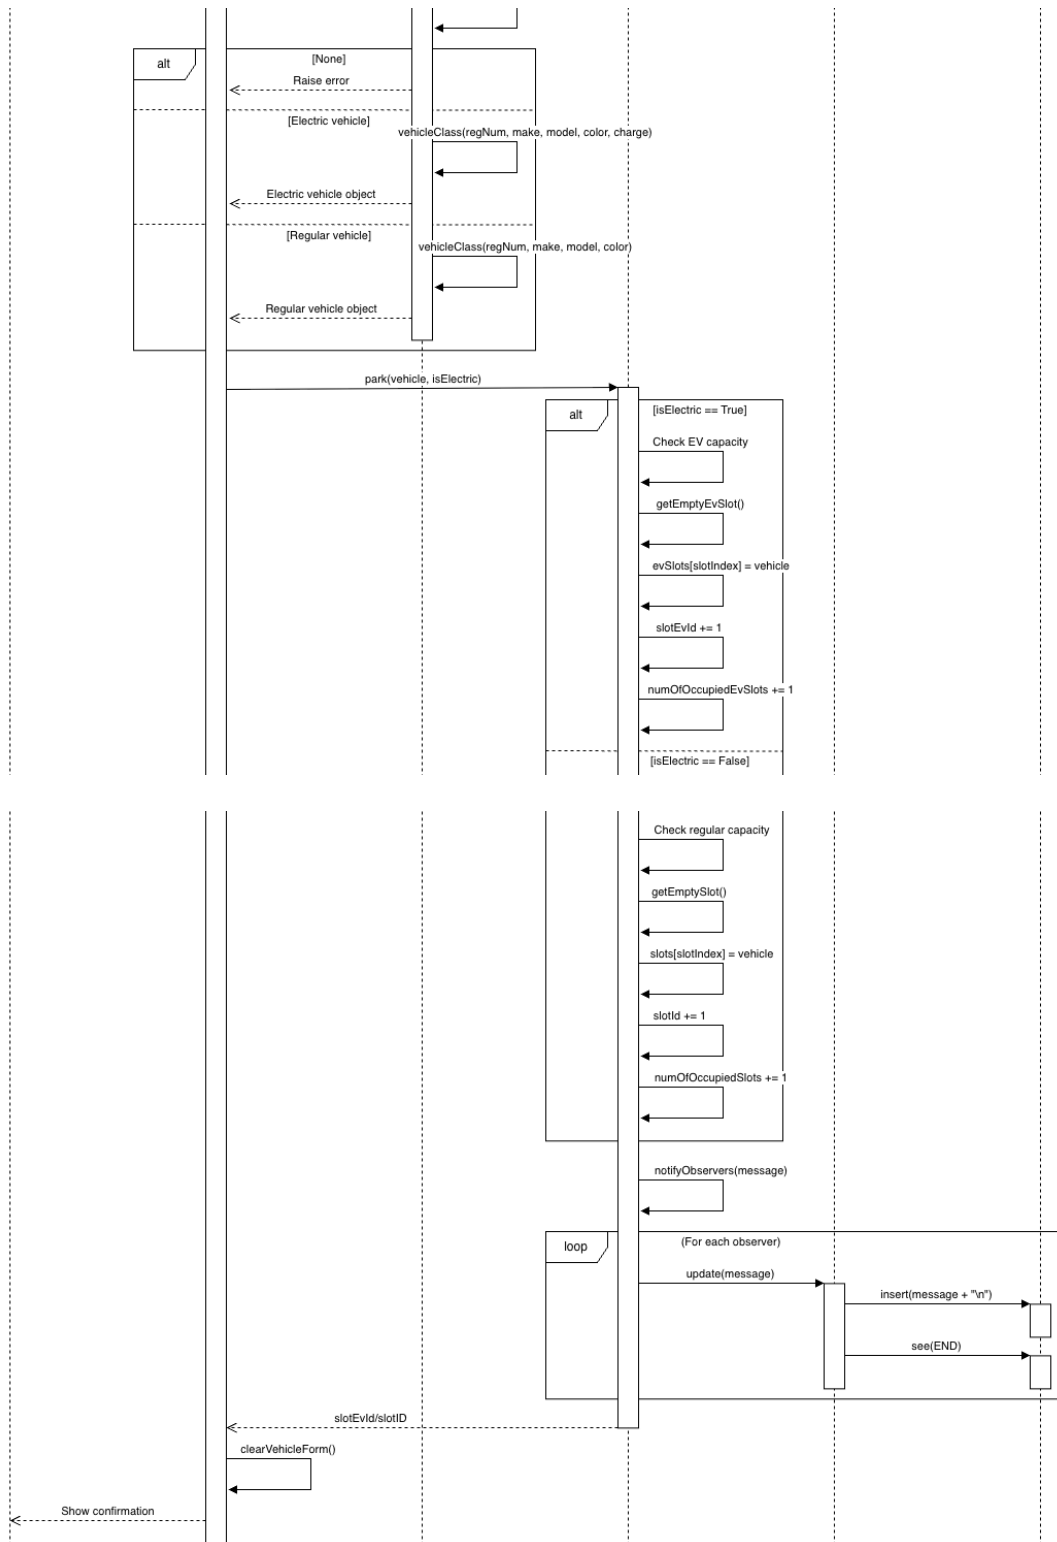 alt
[None]
Raise error
[Electric vehicle]
vehicleClass(regNum, make, model, color, charge)
Electric vehicle object
[Regular vehicle]
vehicleClass(regNum, make, model, color)
Regular vehicle object
park(vehicle, isElectric)
alt
[isElectric == True]
Check EV capacity
getEmptyEvSlot()
evSlots[slotIndex] = vehicle
slotEvId += 1
numOfOccupiedEvSlots += 1
[isElectric == False]
Check regular capacity
getEmptySlot()
slots[slotIndex] = vehicle
slotId += 1
numOfOccupiedSlots += 1
notifyObservers(message)
loop
(For each observer)
update(message)
insert(message + "\n")
see(END)
slotEvId/slotID
clearVehicleForm()
Show confirmation